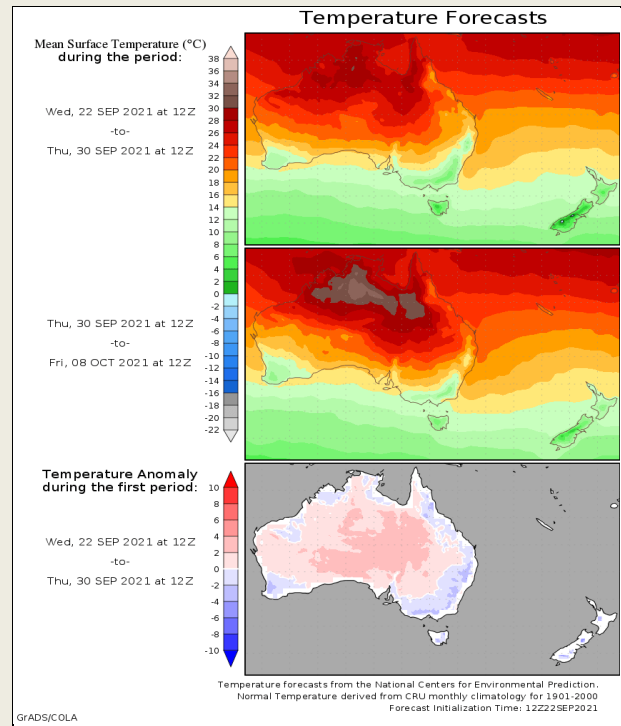 Temperature Forecasts
Mean Surface Temperature (°C)
during the period:
Wed, 22 SEP 2021 at 12Z
-to-
Thu, 30 SEP 2021 at 12Z
38
36
34
32
30
28
26
24
22
20
18
16
14
12
10
8
6
4
2
0
-2
-4
-6
-8
-10
-12
-14
-16
-18
-20
-22
Thu, 30 SEP 2021 at 12Z
-to-
Fri, 08 OCT 2021 at 12Z
Temperature Anomaly
during the first period:
Wed, 22 SEP 2021 at 12Z
-to-
Thu, 30 SEP 2021 at 12Z
10
8
6
4
2
0
-2
-4
-6
-8
-10
Temperature forecasts from the National Centers for Environmental Prediction.
Normal Temperature derived from CRU monthly climatology for 1901-2000
Forecast Initialization Time: 12Z22SEP2021
GrADS/COLA